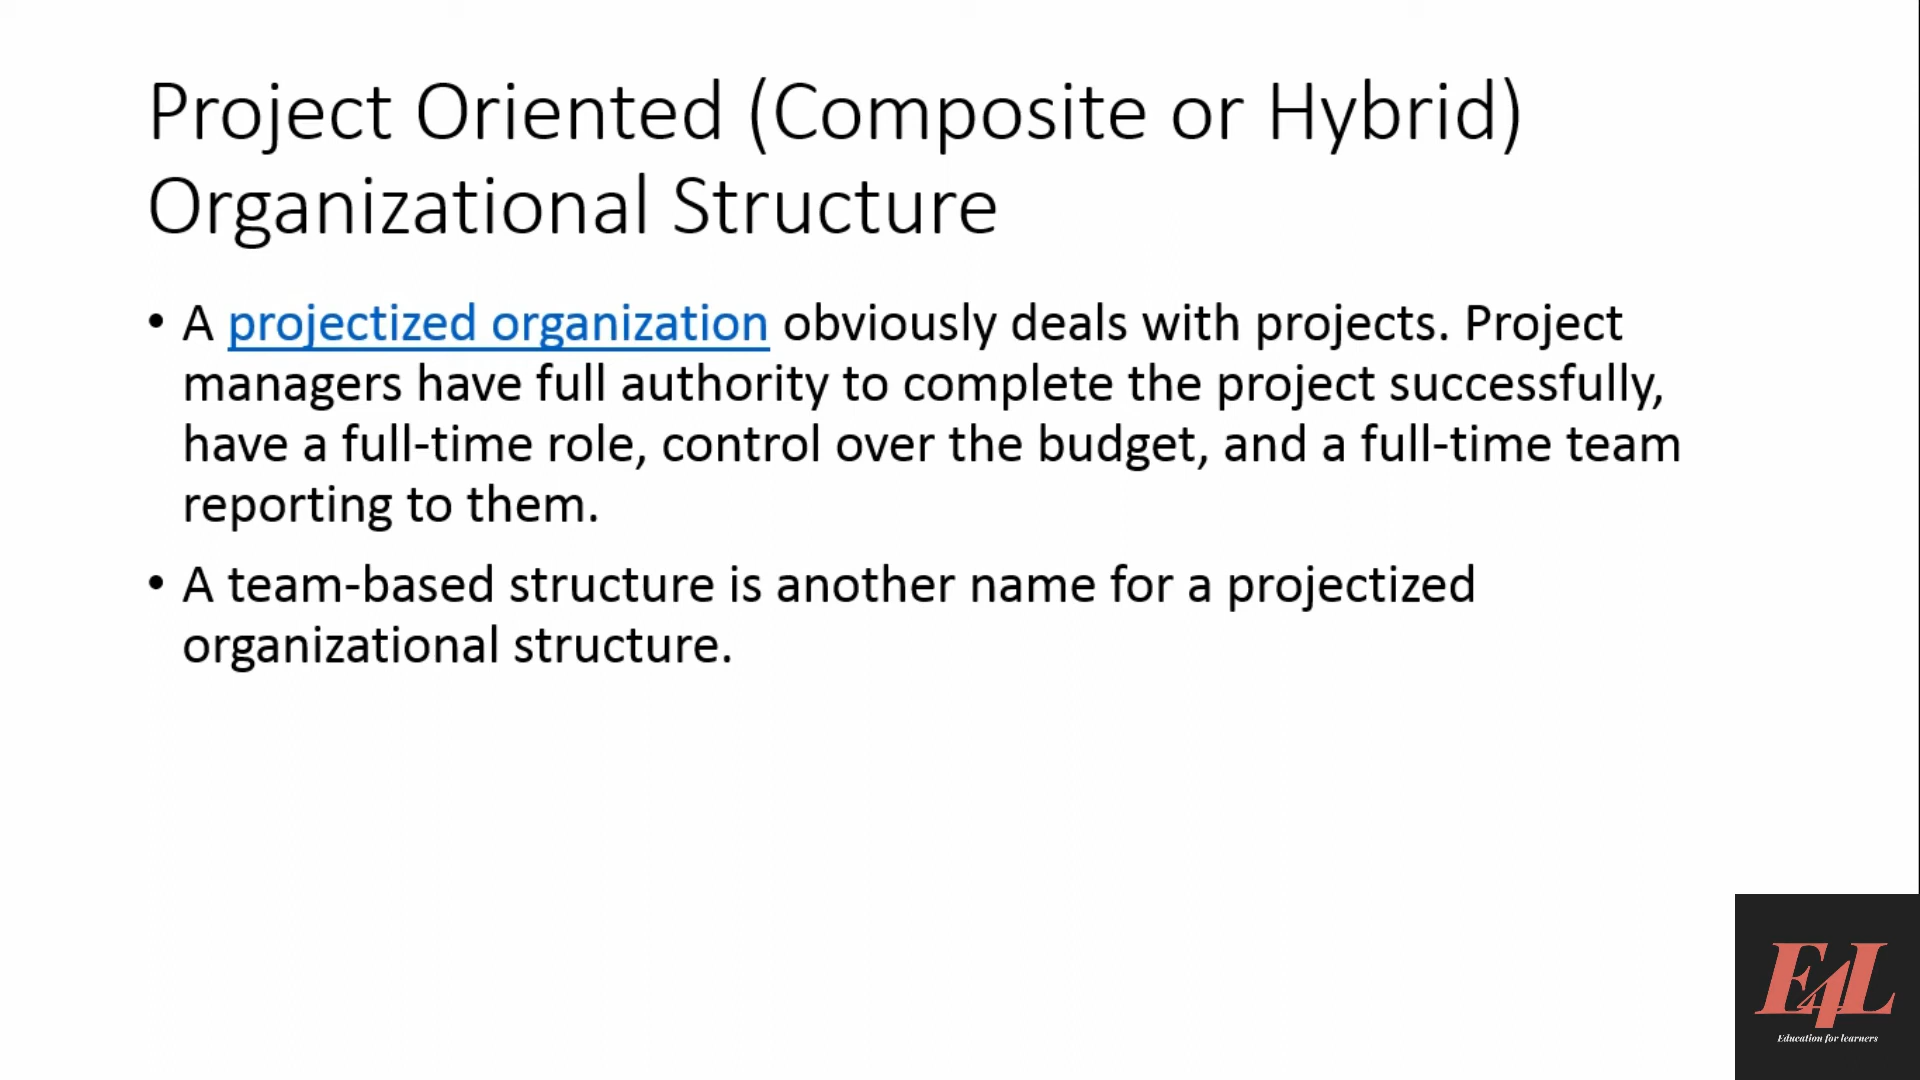 Project Oriented (Composite or Hybrid)
Organizational Structure
• A projectized organization obviously deals with projects. Project
managers have full authority to complete the project successfully,
have a full-time role, control over the budget, and a full-time team
reporting to them.
• A team-based structure is another name for a projectized
organizational structure.
E4L
Education for learners